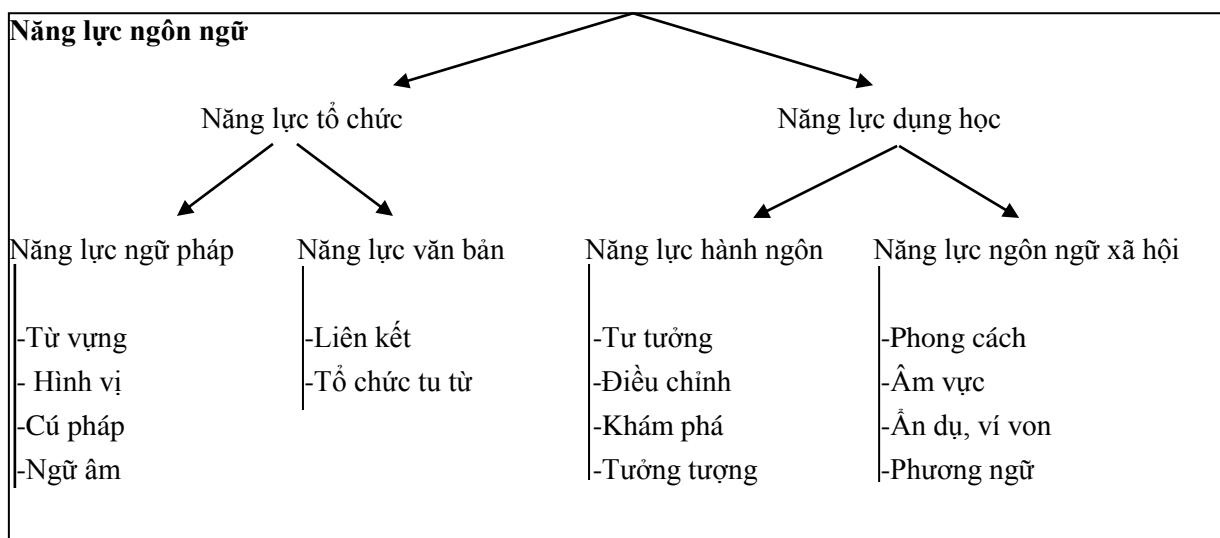 Năng lực ngôn ngữ
Năng lực tổ chức
Năng lực dụng học
Năng lực ngữ pháp
Năng lực văn bản
Năng lực hành ngôn
Năng lực ngôn ngữ xã hội
-Từ vựng
- Hình vị
-Cú pháp
-Ngữ âm
-Liên kết
-Tổ chức tu từ
-Tư tưởng
-Điều chỉnh
-Khám phá
-Tưởng tượng
-Phong cách
-Âm vực
-Ẩn dụ, ví von
-Phương ngữ